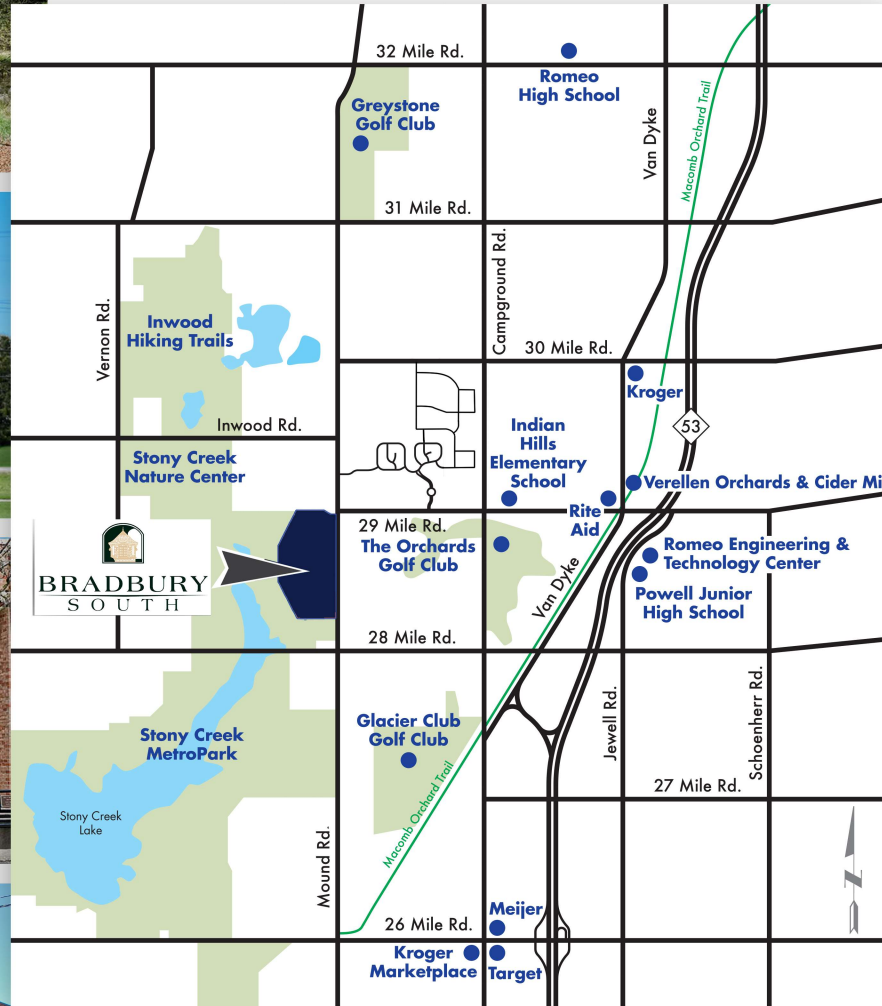 32 Mile Rd.
Romeo
High School
Greystone
Golf Club
Van Dyke
Macomb Orchard Trail
31 Mile Rd.
Campground Rd.
Vernon Rd.
Inwood
Hiking Trails
30 Mile Rd.
Kroger
Inwood Rd.
53
Indian
Hills
Elementary
School
Stony Creek
Nature Center
Verellen Orchards & Cider Mi
Rite
Aid
29 Mile Rd.
The Orchards
Golf Club
Romeo Engineering &
Technology Center
BRADBURY
SOUTH
Van Dyke
Powell Junior
High School
28 Mile Rd.
Jewell Rd.
Schoenherr Rd.
Glacier Club
Golf Club
Stony Creek
MetroPark
27 Mile Rd.
Stony Creek
Lake
Macomb Orchard Trail
Mound Rd.
N
26 Mile Rd.
Meijer
Kroger
Marketplace
Target